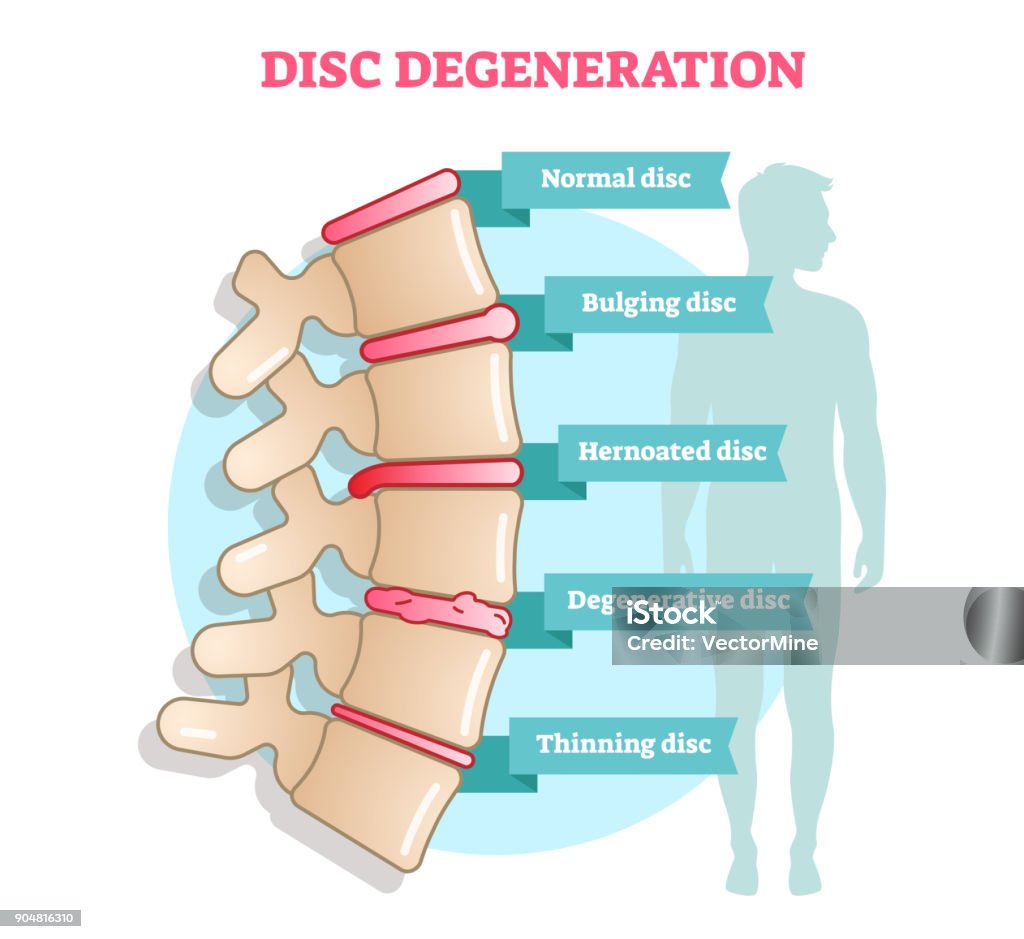 DISC DEGENERATION
Normal disc
Bulging disc
Hernoated disc
Degenerative disc
iStock
Credit: VectorMine
Thinning disc
904816310